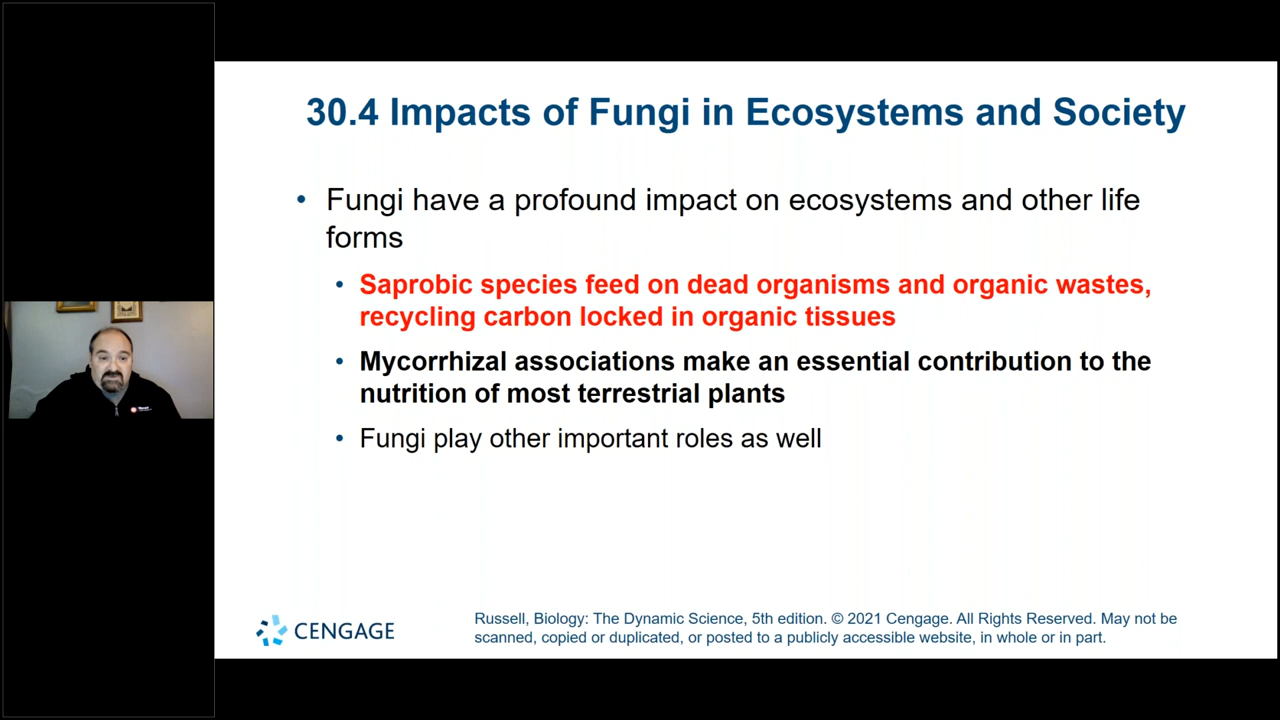 30.4 Impacts of Fungi in Ecosystems and Society
• Fungi have a profound impact on ecosystems and other life
forms
• Saprobic species feed on dead organisms and organic wastes,
recycling carbon locked in organic tissues
• Mycorrhizal associations make an essential contribution to the
nutrition of most terrestrial plants
• Fungi play other important roles as well
CENGAGE
Russell, Biology: The Dynamic Science, 5th edition. © 2021 Cengage. All Rights Reserved. May not be
scanned, copied or duplicated, or posted to a publicly accessible website, in whole or in part.